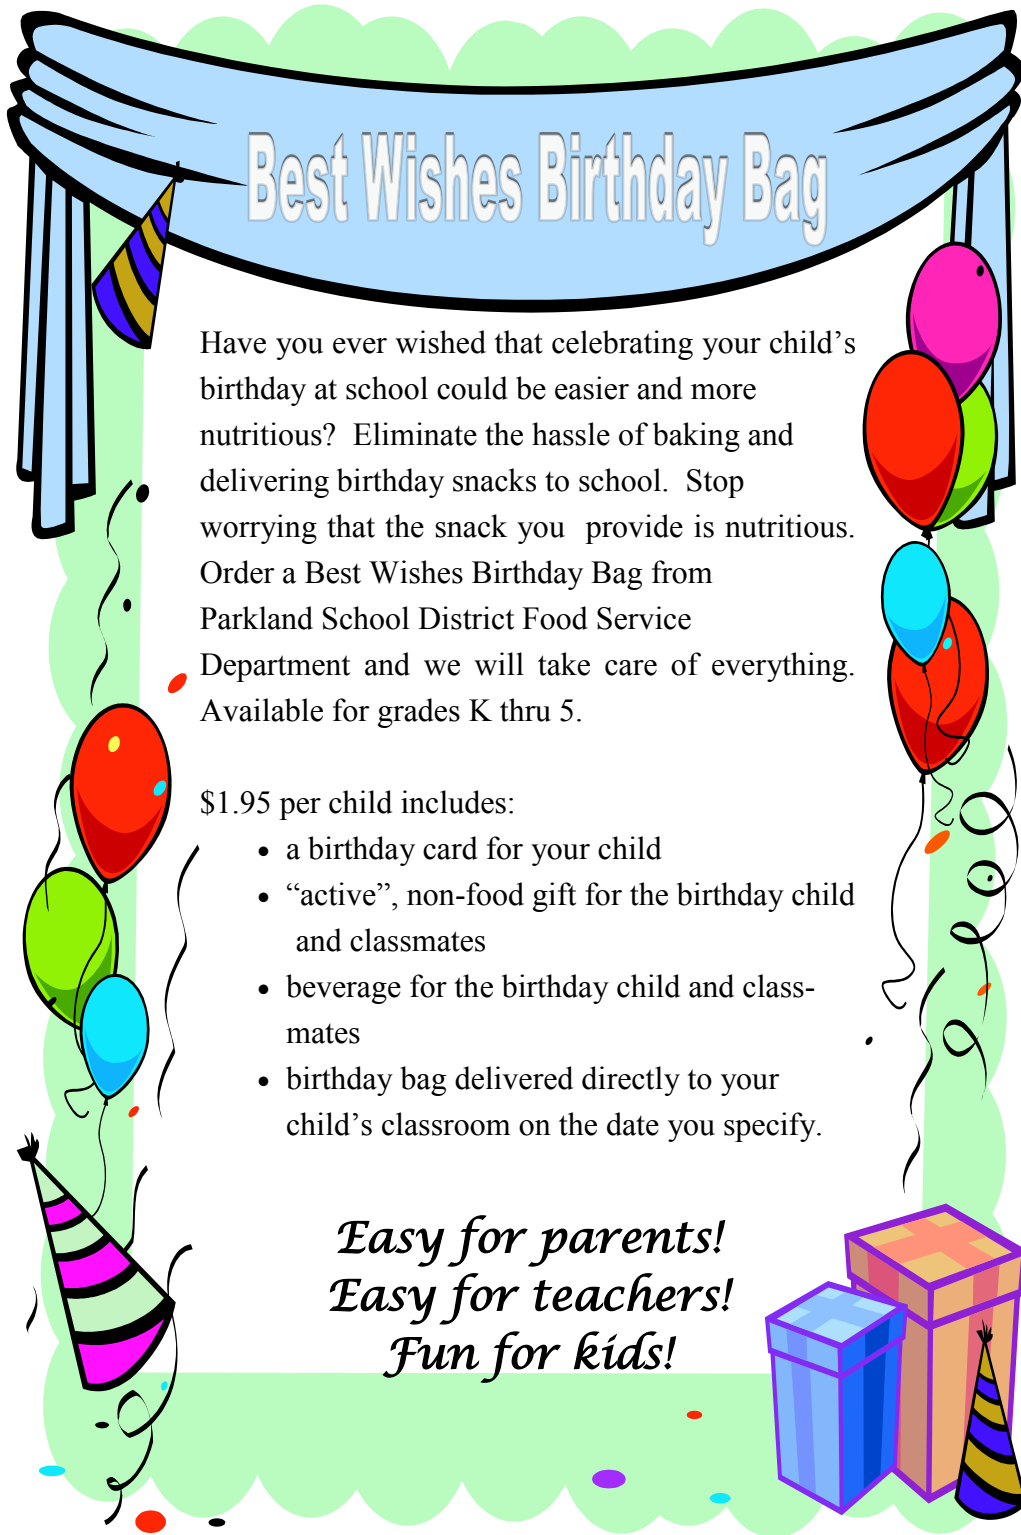 Best Wishes Birthday Bag
Have you ever wished that celebrating your child’s
birthday at school could be easier and more
nutritious?  Eliminate the hassle of baking and
delivering birthday snacks to school.  Stop
worrying that the snack you  provide is nutritious.
Order a Best Wishes Birthday Bag from
Parkland School District Food Service
Department and we will take care of everything.
Available for grades K thru 5.
$1.95 per child includes:
• a birthday card for your child
• “active”, non-food gift for the birthday child
and classmates
• beverage for the birthday child and class-
mates
• birthday bag delivered directly to your
child’s classroom on the date you specify.
Easy for parents!
Easy for teachers!
Fun for kids!